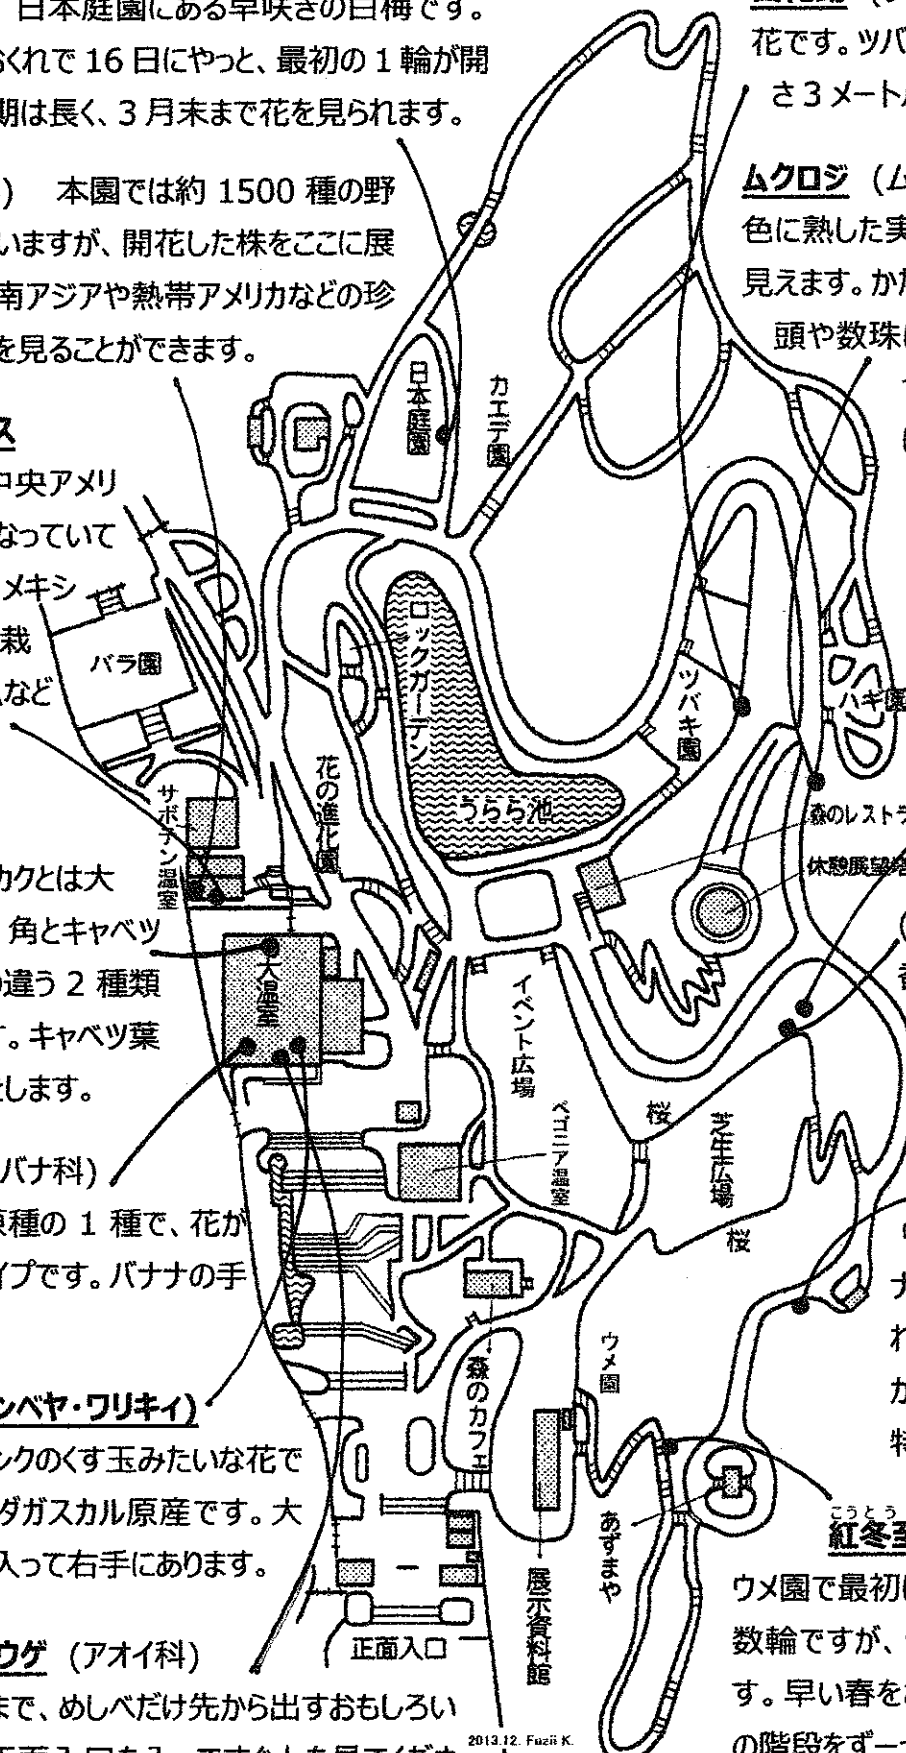 日本庭園にある早咲きの白梅です。
おくれで 16 日にやっと、最初の 1 輪が開
期は長く、3 月末まで花を見られます。
本園では約 1500 種の野
いますが、開花した株をここに展
南アジアや熱帯アメリカなどの珍
を見ることができます。
ス
中央アメリ
なっていて
メキシ
栽
など
カクとは大
角とキャベツ
違う 2 種類
。キャベツ葉
とします。
バナ科)
原種の 1 種で、花が
イプです。バナナの手
ンベヤ・ワリキィ)
ンクのくす玉みたいな花で
ダガスカル原産です。大
入って右手にあります。
ウゲ (アオイ科)
まで、めしべだけ先から出すおもしろい
花です。ツバ
さ 3 メート
ムクロジ (ム
色に熟した実
見えます。かた
頭や数珠
日本庭園
カエデ園
バラ園
ロックガーデン
うらら池
ツバキ園
ハギ園
花の進化園
サボテン温室
大温室
森のレストラ
休憩展望塔
イベント広場
ベゴニア温室
桜
芝生広場
桜
森のカフェ
ウメ園
展示資料館
あずまや
正面入口
こうとう
紅冬至
ウメ園で最初に
数輪ですが、
す。早い春を
の階段をずーっ
2013.12. Fuzii K.